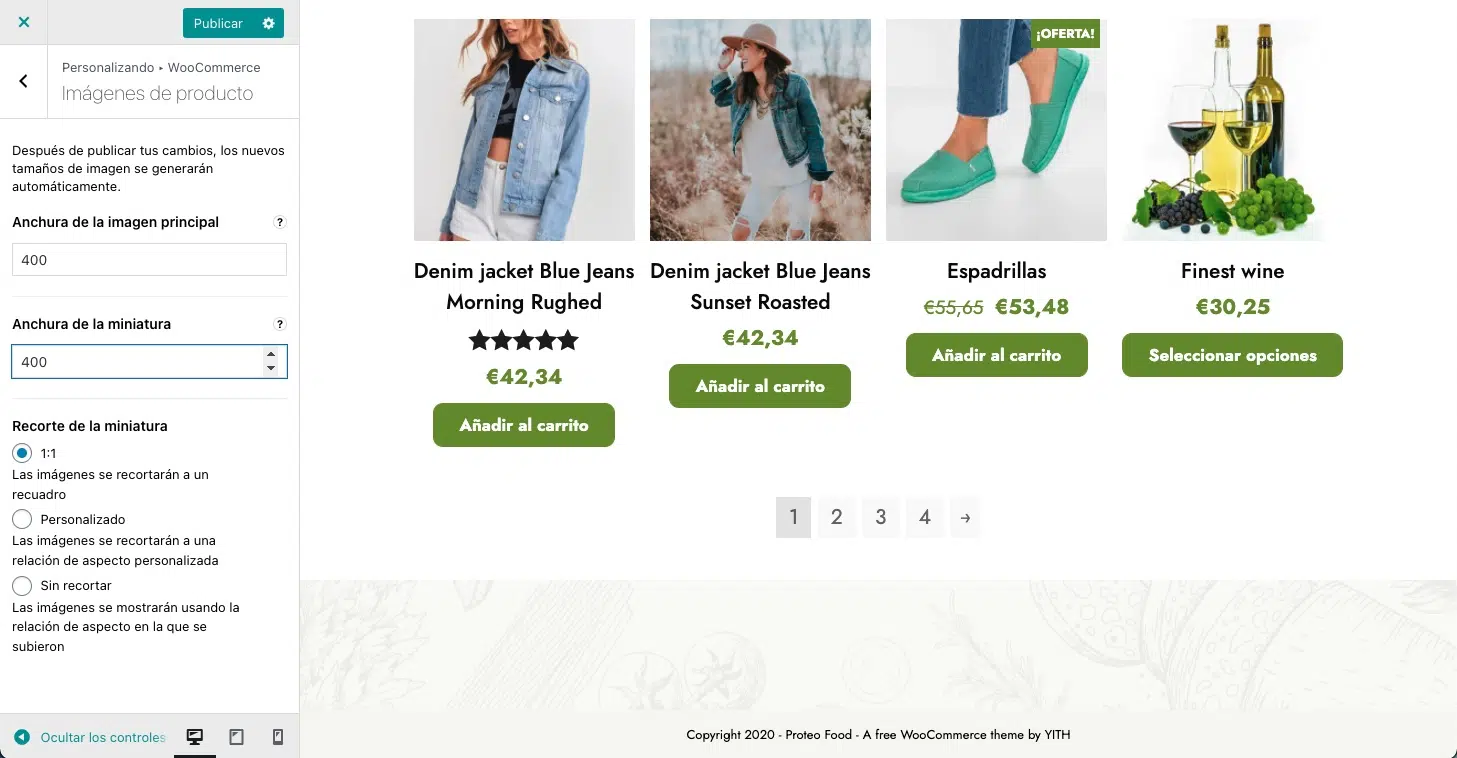 Publicar
Personalizando ▸ WooCommerce
Imágenes de producto
Después de publicar tus cambios, los nuevos
tamaños de imagen se generarán
automáticamente.
Anchura de la imagen principal ?
400
Anchura de la miniatura ?
400
Recorte de la miniatura
1:1
Las imágenes se recortarán a un
recuadro
Personalizado
Las imágenes se recortarán a una
relación de aspecto personalizada
Sin recortar
Las imágenes se mostrarán usando la
relación de aspecto en la que se
subieron
Ocultar los controles
Denim jacket Blue Jeans
Morning Rughed
€42,34
Añadir al carrito
Denim jacket Blue Jeans
Sunset Roasted
€42,34
Añadir al carrito
¡OFERTA!
Espadrillas
€55,65 €53,48
Añadir al carrito
Finest wine
€30,25
Seleccionar opciones
1 2 3 4 →
Copyright 2020 - Proteo Food - A free WooCommerce theme by YITH